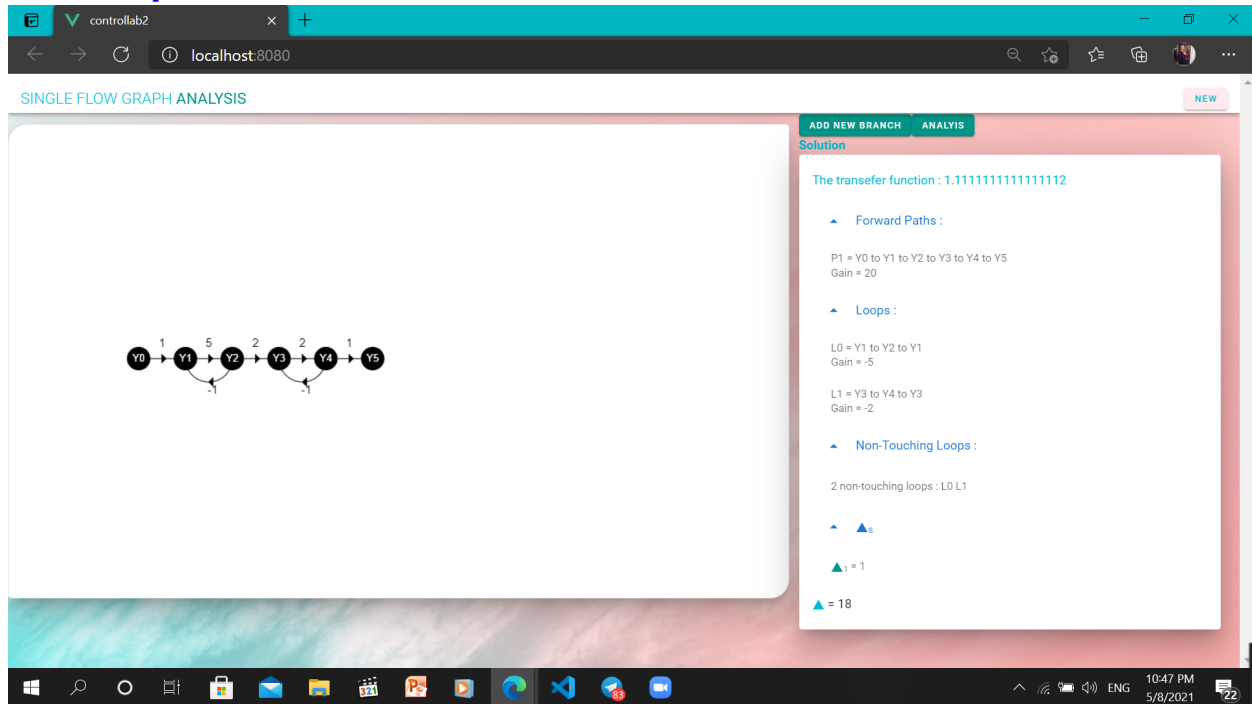 controllab2
localhost:8080
SINGLE FLOW GRAPH ANALYSIS
NEW
ADD NEW BRANCH ANALYIS
Solution
The transefer function : 1.1111111111111112
Forward Paths :
P1 = Y0 to Y1 to Y2 to Y3 to Y4 to Y5
Gain = 20
Loops :
L0 = Y1 to Y2 to Y1
Gain = -5
L1 = Y3 to Y4 to Y3
Gain = -2
Non-Touching Loops :
2 non-touching loops : L0 L1
▲s
▲1 = 1
▲ = 18
1 5 2 2 1
Y0 Y1 Y2 Y3 Y4 Y5
-1 -1
321
83
ENG
10:47 PM
5/8/2021
22